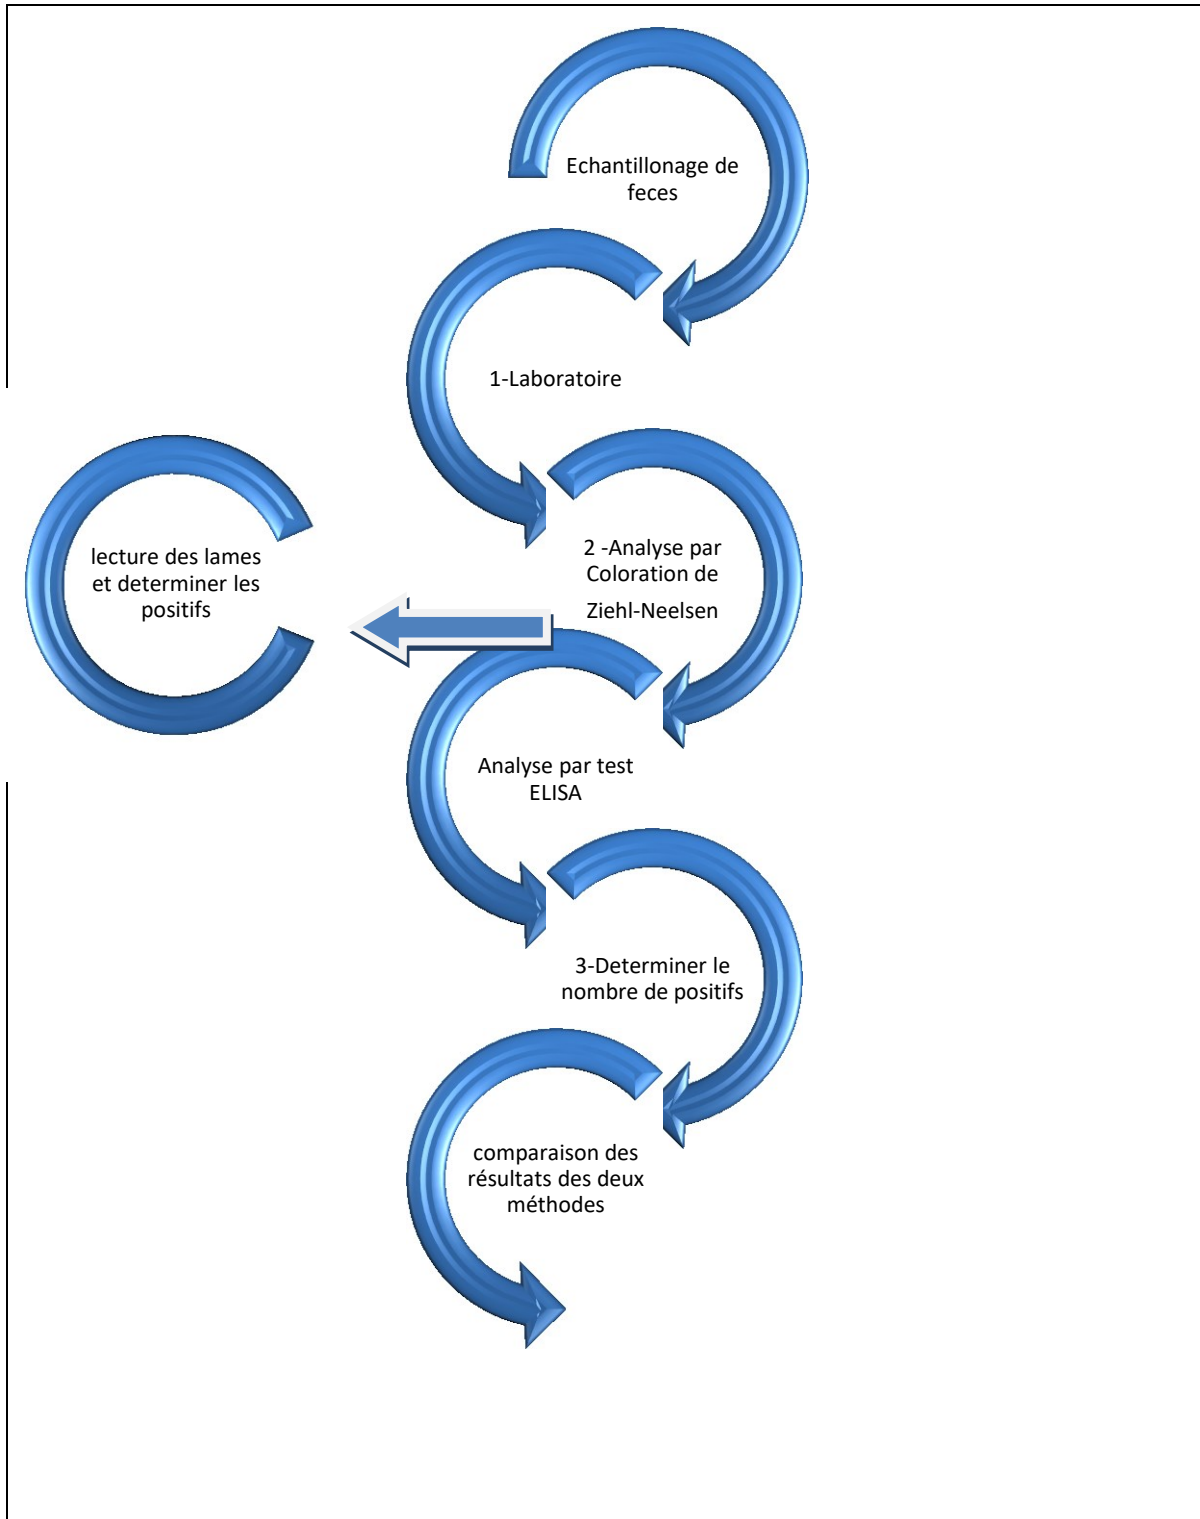 Echantillonage de
feces
1-Laboratoire
2 -Analyse par
Coloration de
Ziehl-Neelsen
lecture des lames
et determiner les
positifs
Analyse par test
ELISA
3-Determiner le
nombre de positifs
comparaison des
résultats des deux
méthodes